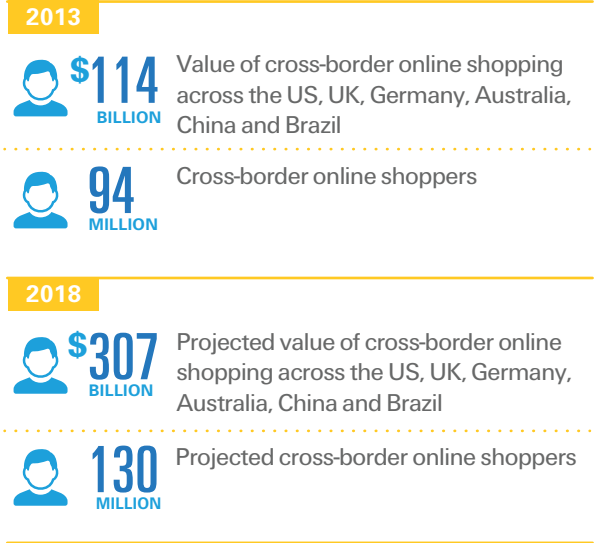 2013
$114
BILLION
Value of cross-border online shopping
across the US, UK, Germany, Australia,
China and Brazil
94
MILLION
Cross-border online shoppers
2018
$307
BILLION
Projected value of cross-border online
shopping across the US, UK, Germany,
Australia, China and Brazil
130
MILLION
Projected cross-border online shoppers